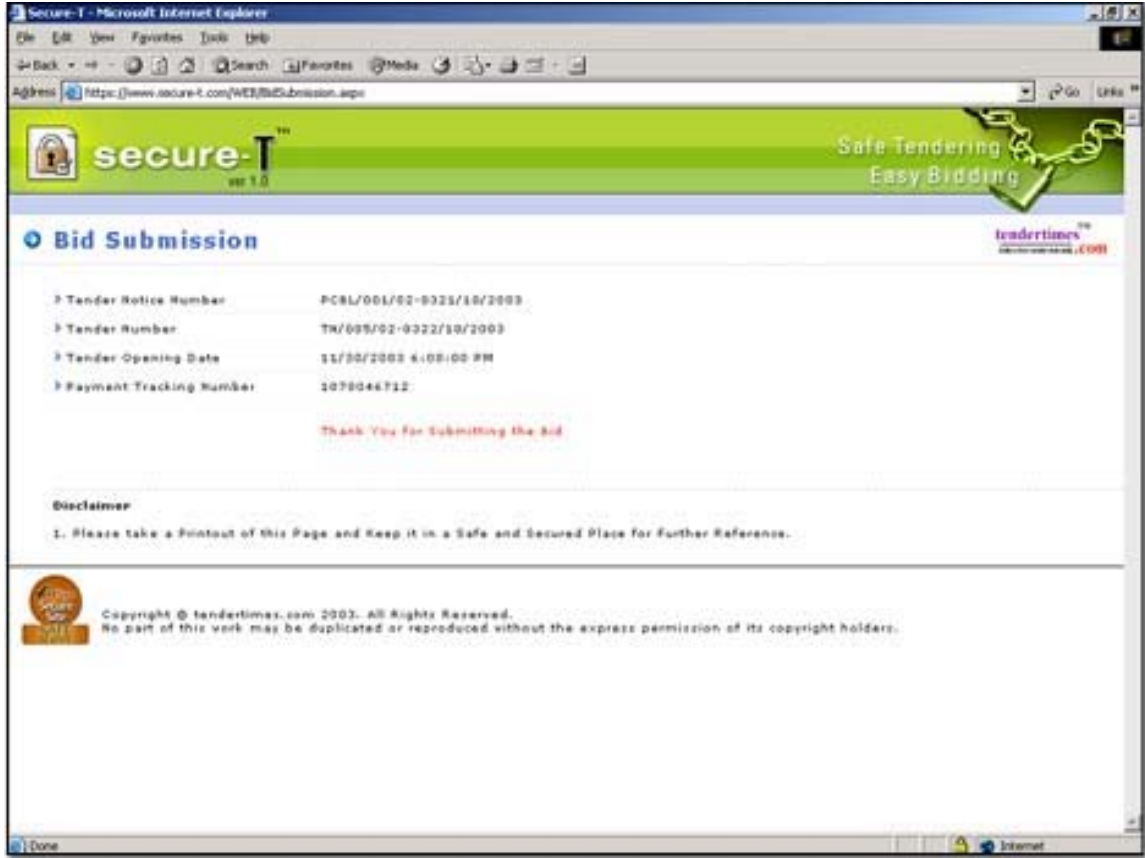 Secure-T - Microsoft Internet Explorer
File Edit View Favorites Tools Help
Back Search Favorites Media
Address https://www.secure-t.com/WEB/BidSubmission.aspx Go Links
secure-T™
ver 1.0
Safe Tendering
Easy Bidding
Bid Submission
tendertimes™
.com
Tender Notice Number PCBL/001/02-0321/10/2003
Tender Number TN/005/02-0322/10/2003
Tender Opening Date 11/30/2003 6:00:00 PM
Payment Tracking Number 1070046712
Thank You for Submitting the Bid
Disclaimer
1. Please take a Printout of this Page and Keep it in a Safe and Secured Place for Further Reference.
Copyright @ tendertimes.com 2003. All Rights Reserved.
No part of this work may be duplicated or reproduced without the express permission of its copyright holders.
Done Internet